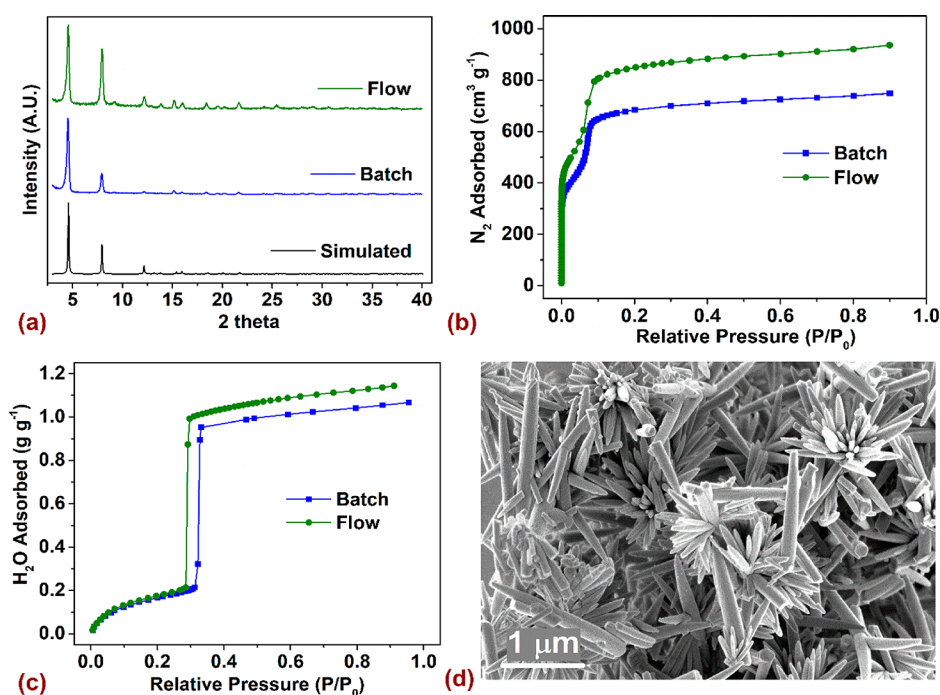 Intensity (A.U.)
Flow
Batch
Simulated
5 10 15 20 25 30 35 40
2 theta
(a)
N₂ Adsorbed (cm³ g⁻¹)
1000
800
600
400
200
0
Batch
Flow
0.0 0.2 0.4 0.6 0.8 1.0
Relative Pressure (P/P₀)
(b)
H₂O Adsorbed (g g⁻¹)
1.2
1.0
0.8
0.6
0.4
0.2
0.0
Batch
Flow
0.0 0.2 0.4 0.6 0.8 1.0
Relative Pressure (P/P₀)
(c)
1 μm
(d)